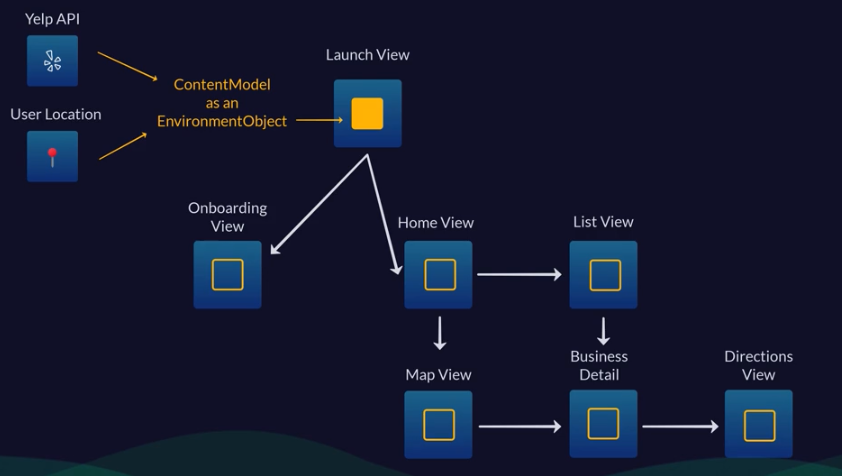 Yelp API
User Location
ContentModel
as an
EnvironmentObject
Launch View
Onboarding
View
Home View
List View
Map View
Business
Detail
Directions
View